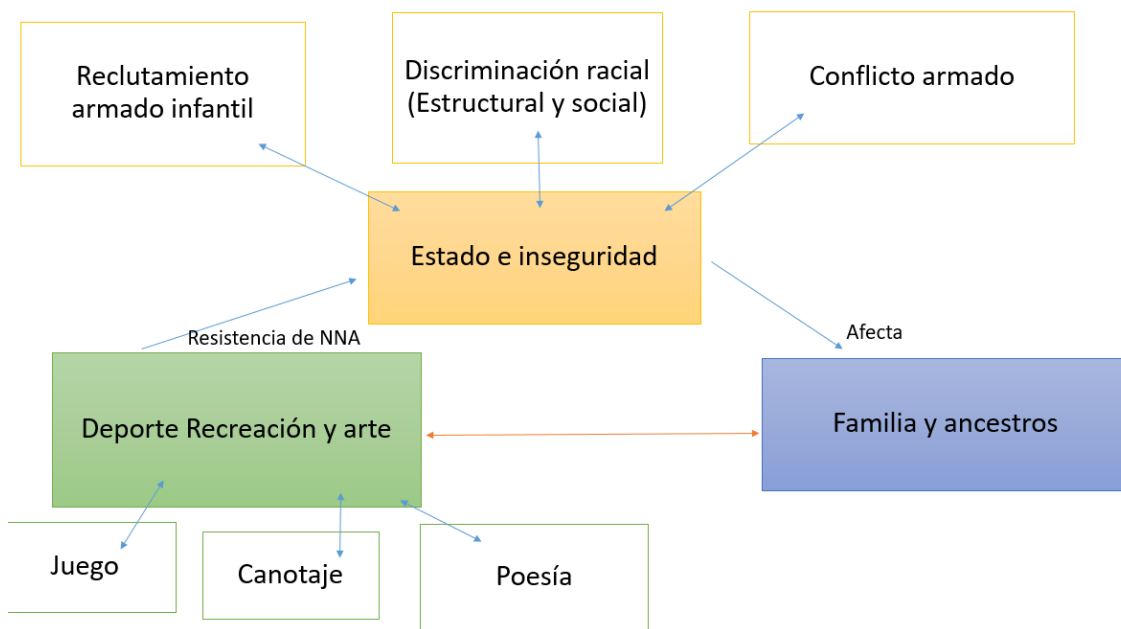 Reclutamiento
armado infantil
Discriminación racial
(Estructural y social)
Conflicto armado
Estado e inseguridad
Resistencia de NNA
Afecta
Deporte Recreación y arte
Familia y ancestros
Juego
Canotaje
Poesía